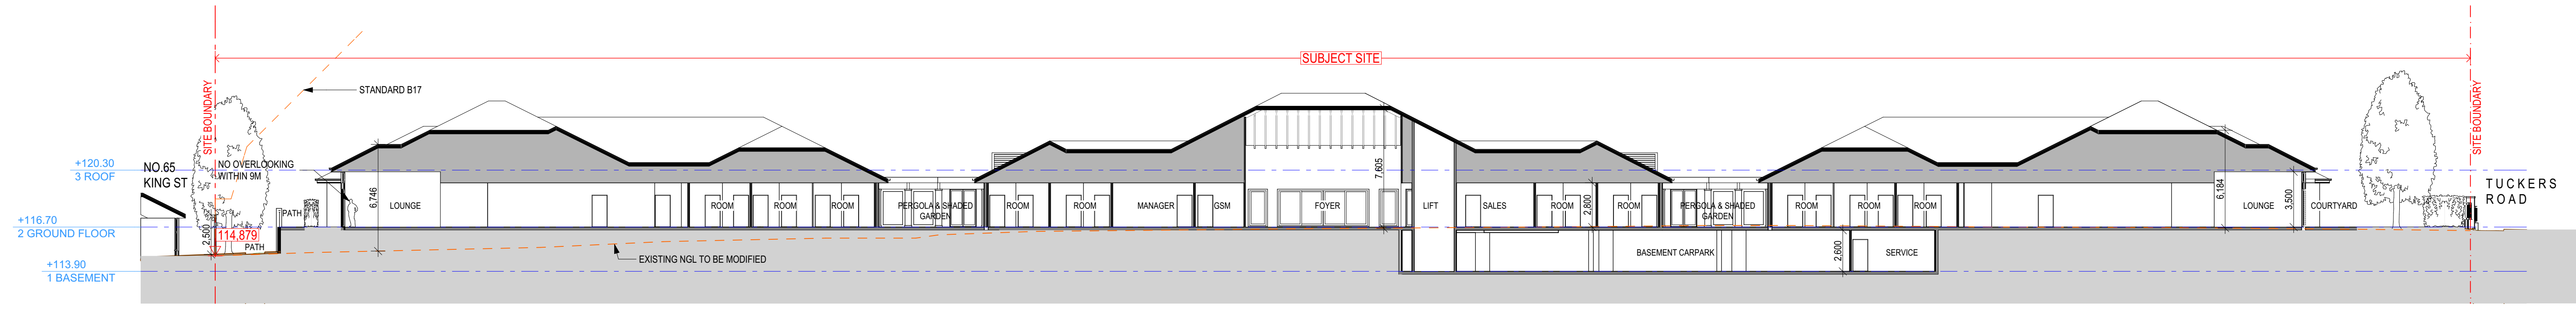 SUBJECT SITE
STANDARD B17
SITE BOUNDARY
SITE BOUNDARY
+120.30
3 ROOF
NO.65
KING ST
NO OVERLOOKING
WITHIN 9M
+116.70
2 GROUND FLOOR
2,500
114,879
PATH
PATH
6,746
LOUNGE
ROOM
ROOM
ROOM
PERGOLA & SHADED
GARDEN
ROOM
ROOM
MANAGER
GSM
FOYER
7,605
LIFT
SALES
ROOM
2,800
ROOM
PERGOLA & SHADED
GARDEN
ROOM
ROOM
ROOM
6,184
LOUNGE
3,500
COURTYARD
TUCKERS
ROAD
EXISTING NGL TO BE MODIFIED
BASEMENT CARPARK
2,600
SERVICE
+113.90
1 BASEMENT